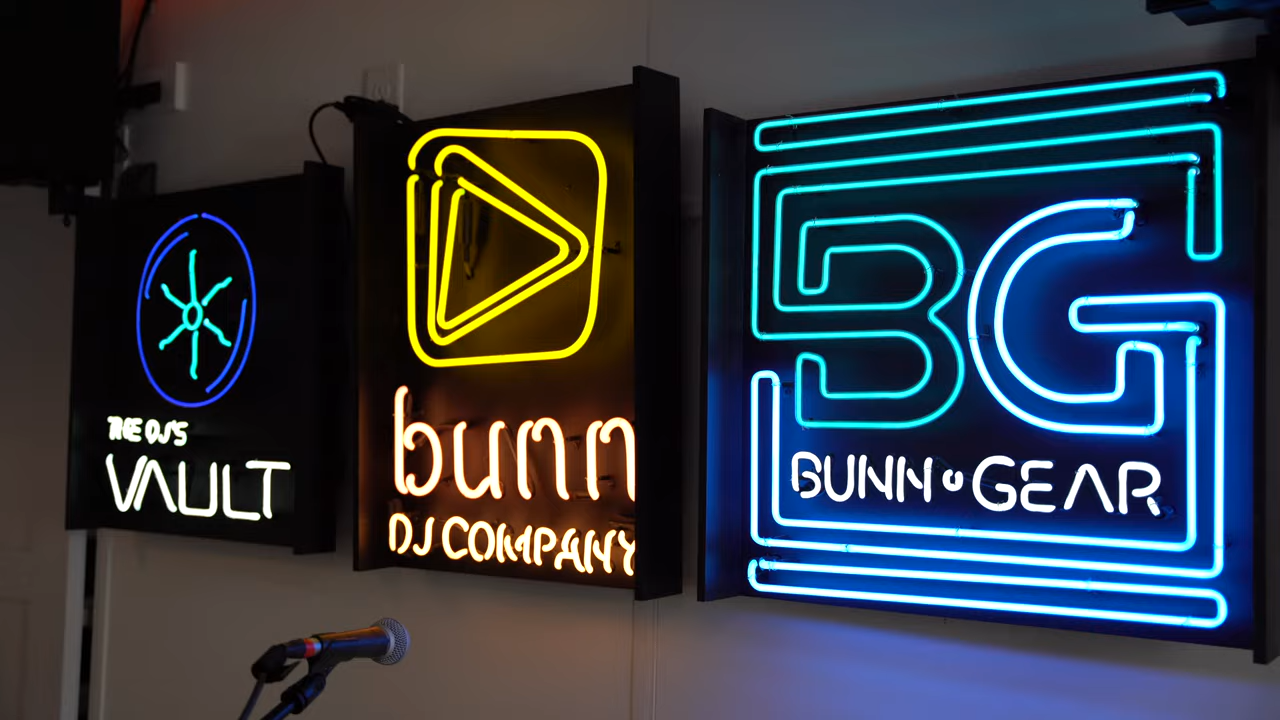 THE DJ'S
VAULT
bunn
DJ COMPANY
BG
BUNN GEAR